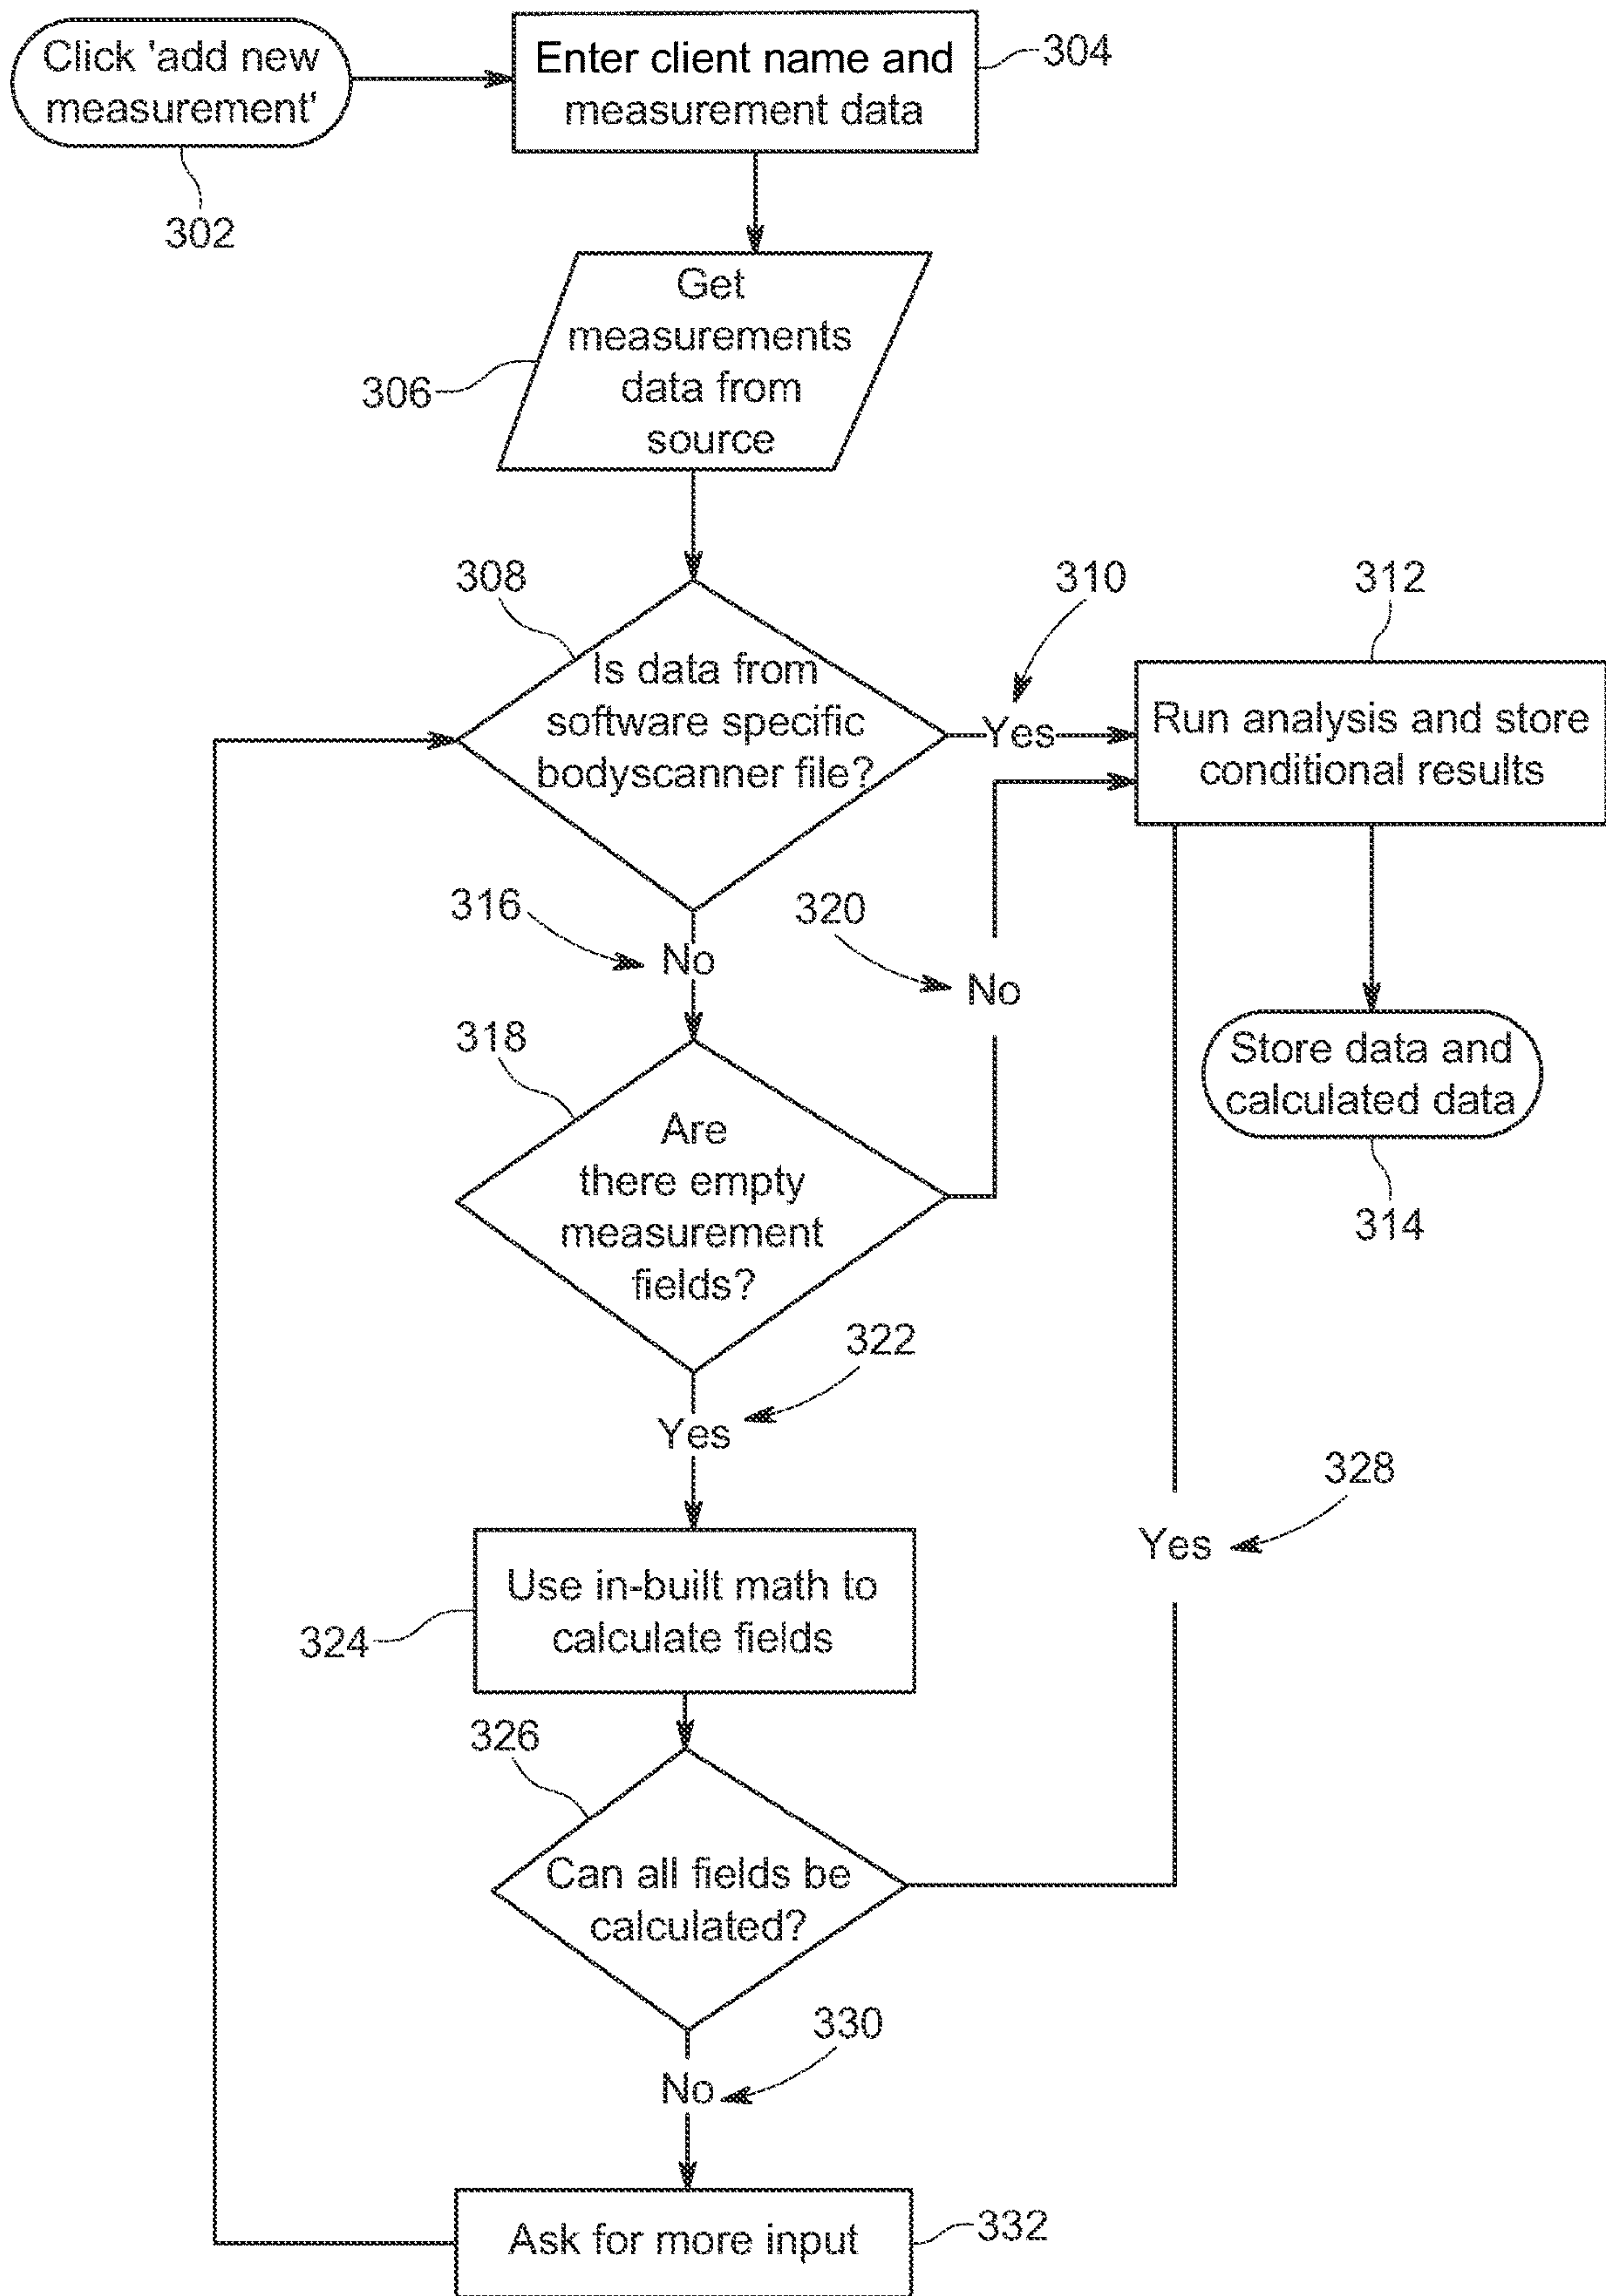 Click 'add new
measurement'
302
Enter client name and
measurement data
304
Get
measurements
data from
source
306
308
Is data from
software specific
bodyscanner file?
310
Yes
312
Run analysis and store
conditional results
316
No
320
No
Store data and
calculated data
314
318
Are
there empty
measurement
fields?
322
Yes
328
Yes
324
Use in-built math to
calculate fields
326
Can all fields be
calculated?
330
No
Ask for more input
332